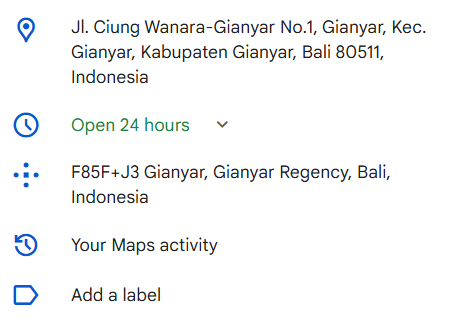 Jl. Ciung Wanara-Gianyar No.1, Gianyar, Kec.
Gianyar, Kabupaten Gianyar, Bali 80511,
Indonesia
Open 24 hours
F85F+J3 Gianyar, Gianyar Regency, Bali,
Indonesia
Your Maps activity
Add a label